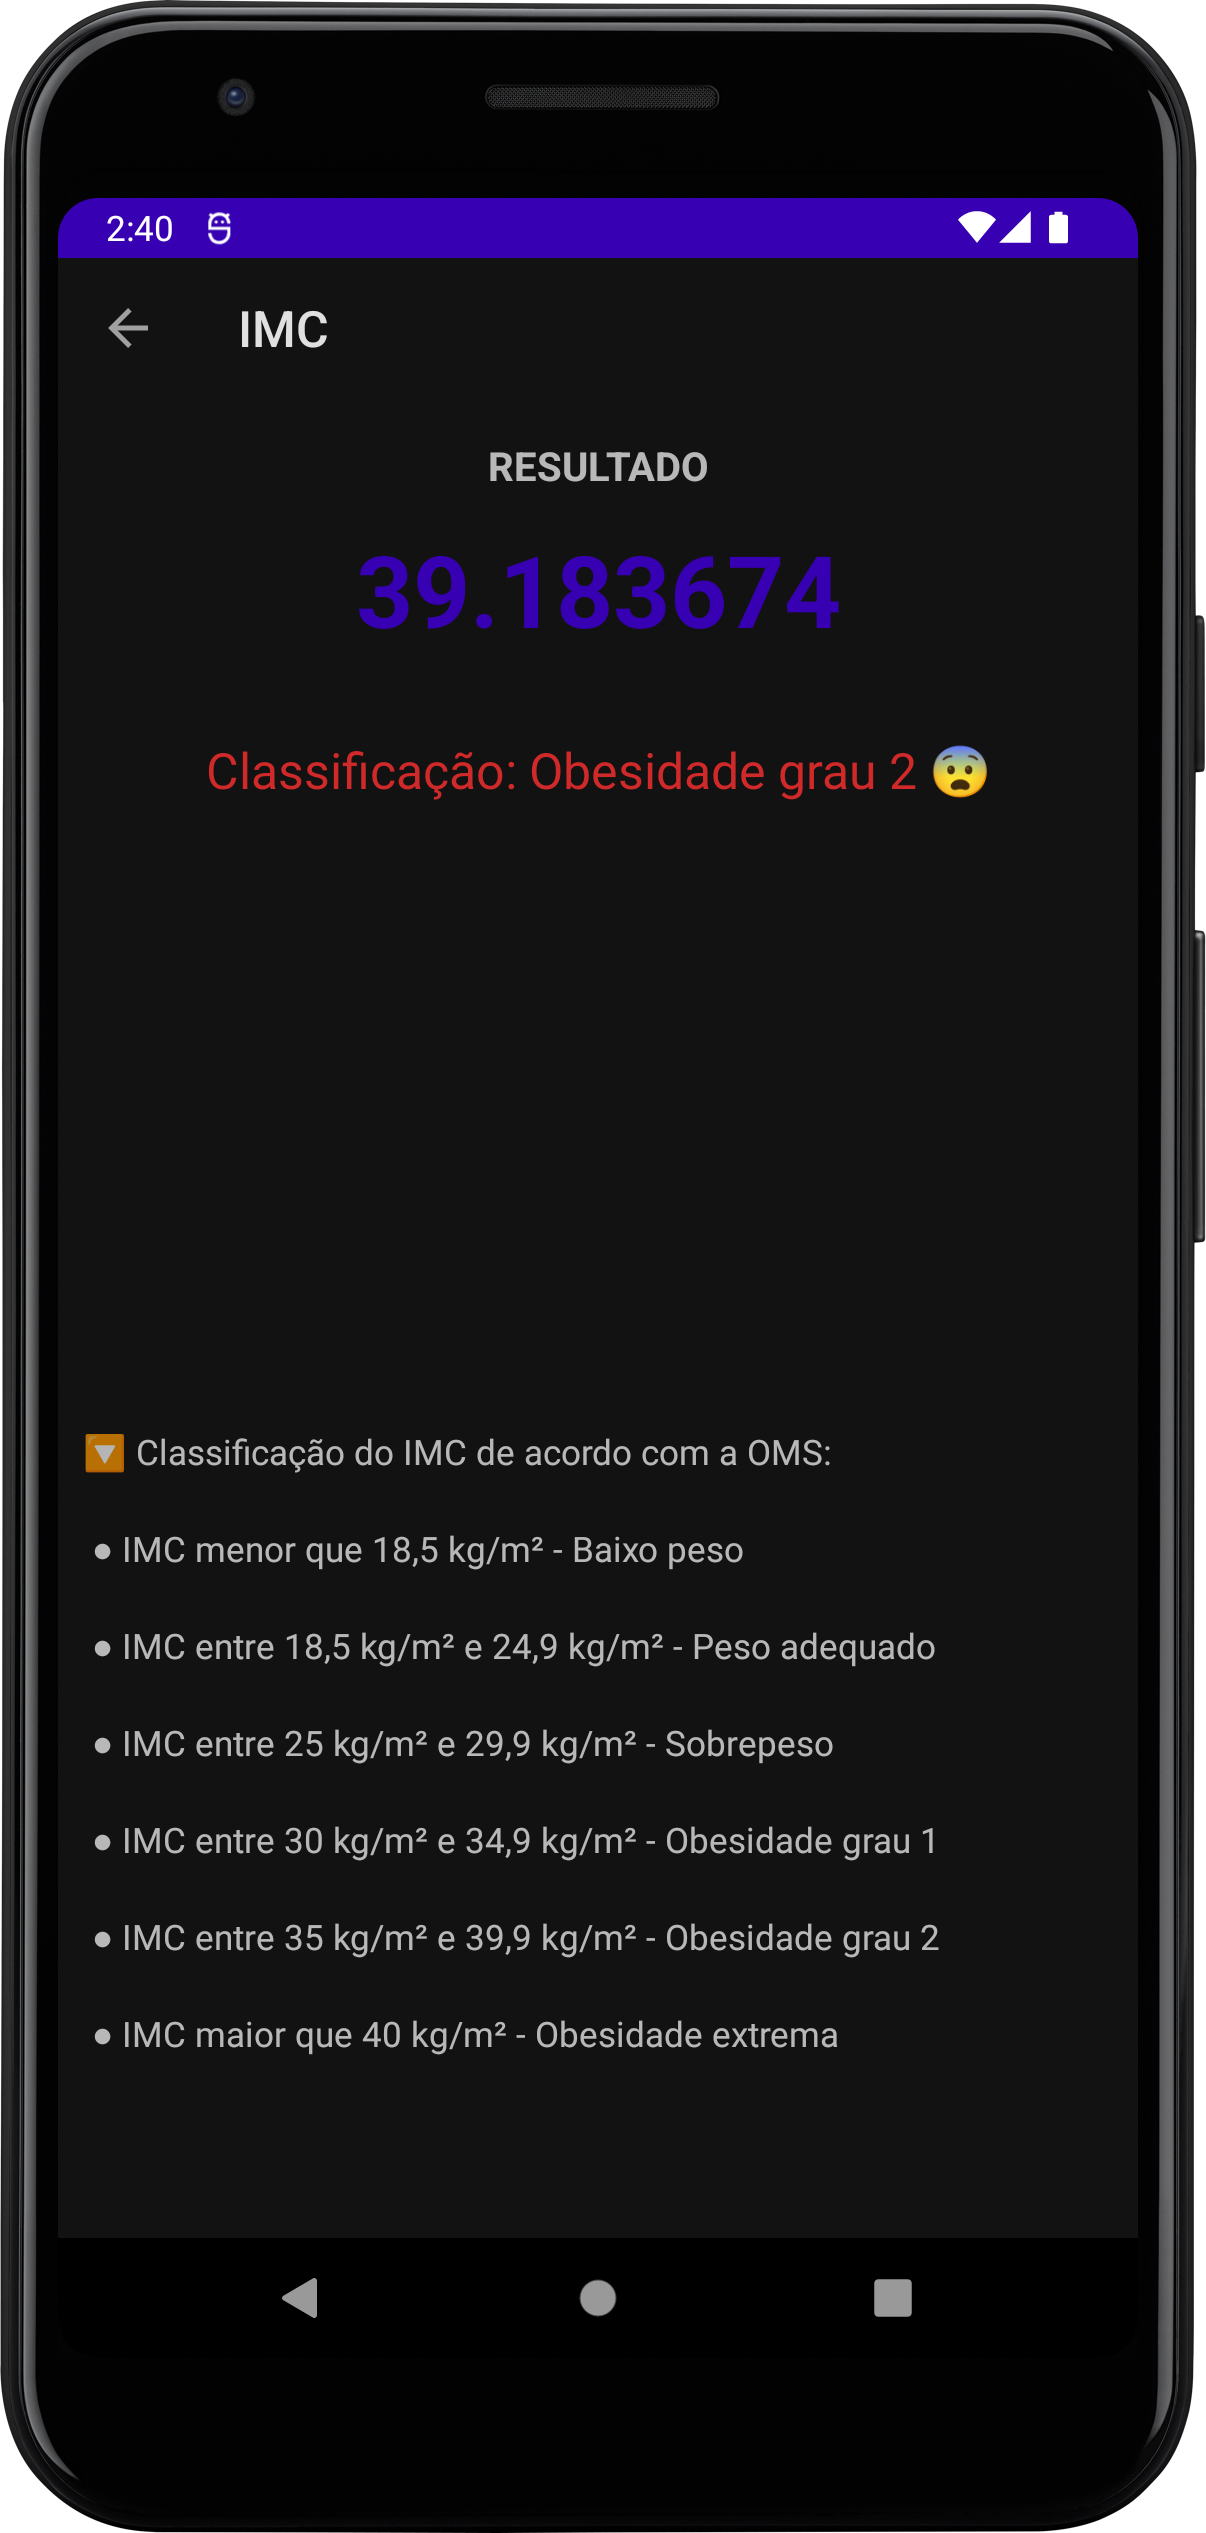 2:40
IMC
RESULTADO
39.183674
Classificação: Obesidade grau 2 😨
🔽 Classificação do IMC de acordo com a OMS:
● IMC menor que 18,5 kg/m² - Baixo peso
● IMC entre 18,5 kg/m² e 24,9 kg/m² - Peso adequado
● IMC entre 25 kg/m² e 29,9 kg/m² - Sobrepeso
● IMC entre 30 kg/m² e 34,9 kg/m² - Obesidade grau 1
● IMC entre 35 kg/m² e 39,9 kg/m² - Obesidade grau 2
● IMC maior que 40 kg/m² - Obesidade extrema